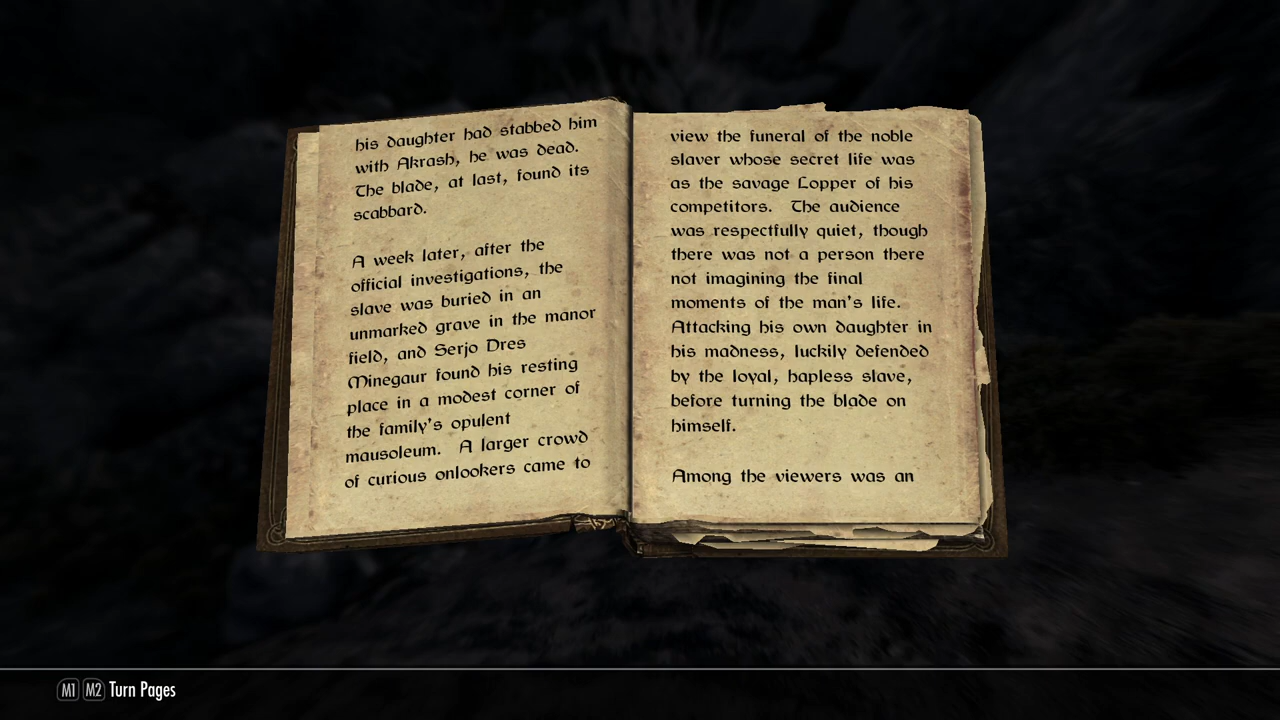 his daughter had stabbed him
with Akrash, he was dead.
The blade, at last, found its
scabbard.
A week later, after the
official investigations, the
slave was buried in an
unmarked grave in the manor
field, and Serjo Dres
Minegaur found his resting
place in a modest corner of
the family's opulent
mausoleum.  A larger crowd
of curious onlookers came to
view the funeral of the noble
slaver whose secret life was
as the savage Lopper of his
competitors.  The audience
was respectfully quiet, though
there was not a person there
not imagining the final
moments of the man's life.
Attacking his own daughter in
his madness, luckily defended
by the loyal, hapless slave,
before turning the blade on
himself.
Among the viewers was an
M1 M2 Turn Pages